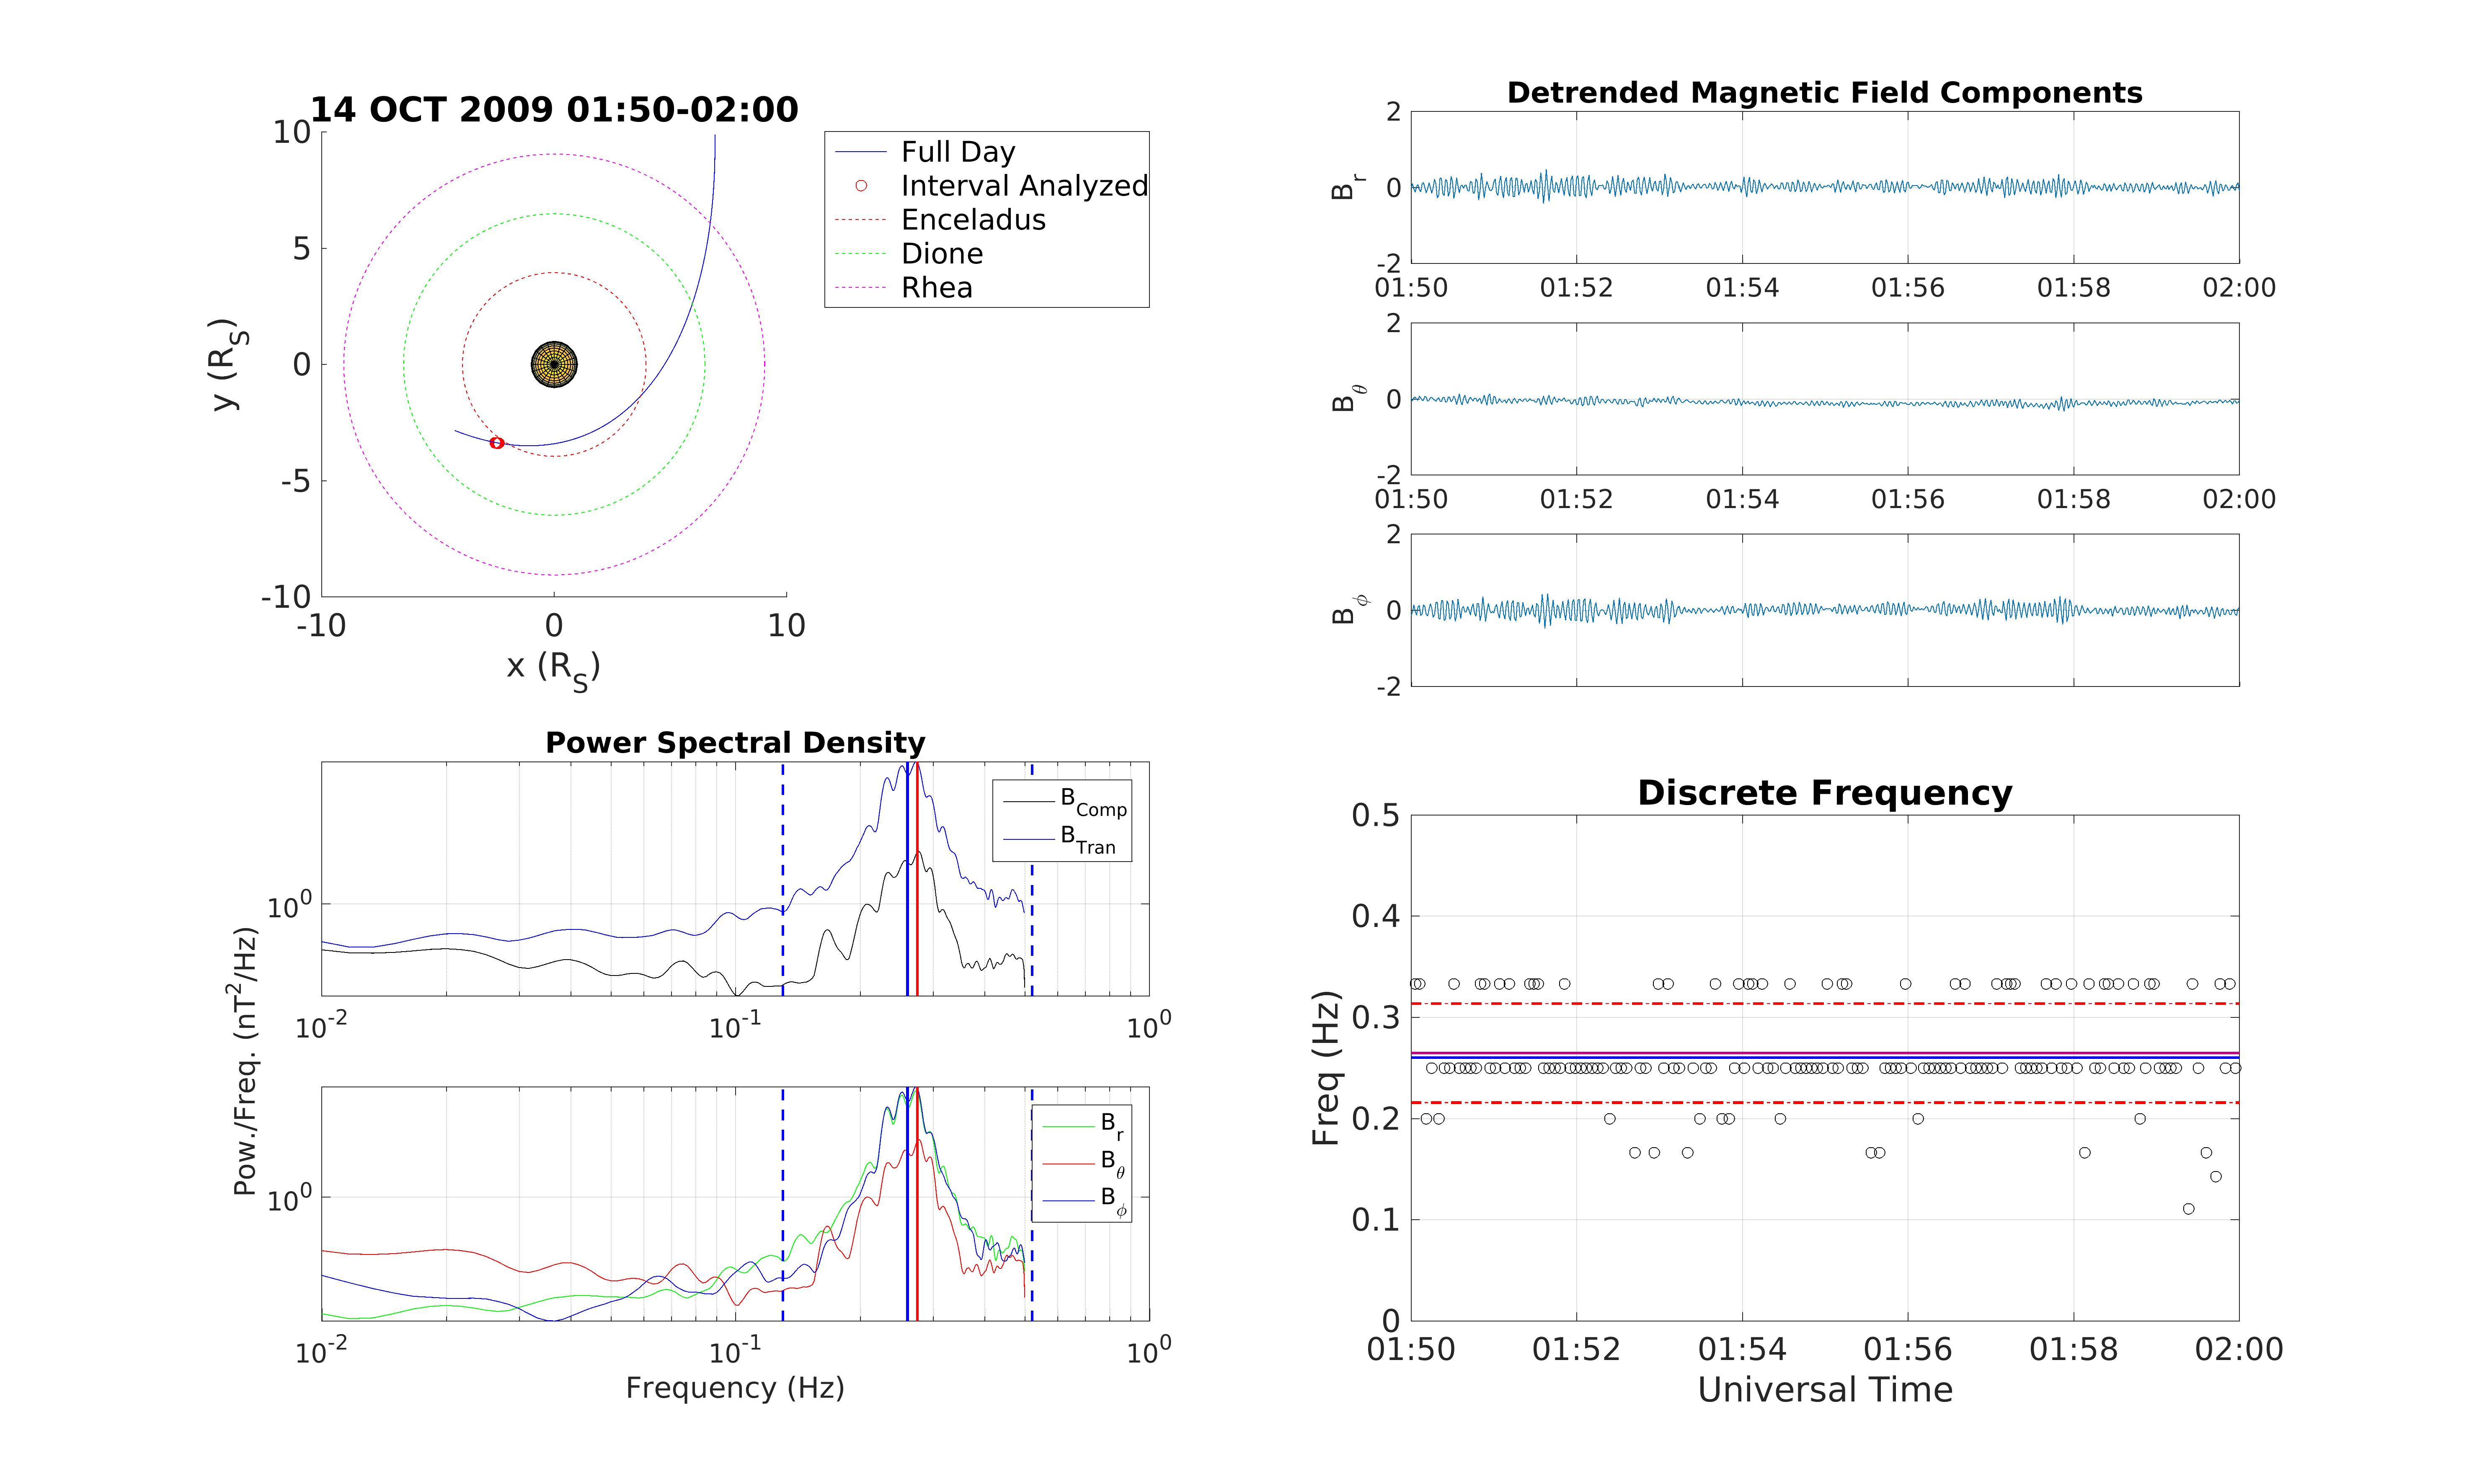 14 OCT 2009 01:50-02:00
10
5
0
-5
-10
-10 0 10
y (R_S)
x (R_S)
Full Day
Interval Analyzed
Enceladus
Dione
Rhea
Detrended Magnetic Field Components
2
0
-2
B_r
01:50 01:52 01:54 01:56 01:58 02:00
2
0
-2
B_θ
01:50 01:52 01:54 01:56 01:58 02:00
2
0
-2
B_ϕ
Power Spectral Density
B_Comp
B_Tran
10^0
10^-2 10^-1 10^0
Pow./Freq. (nT^2/Hz)
B_r
B_θ
B_ϕ
10^0
10^-2 10^-1 10^0
Frequency (Hz)
Discrete Frequency
0.5
0.4
0.3
0.2
0.1
0
Freq (Hz)
01:50 01:52 01:54 01:56 01:58 02:00
Universal Time